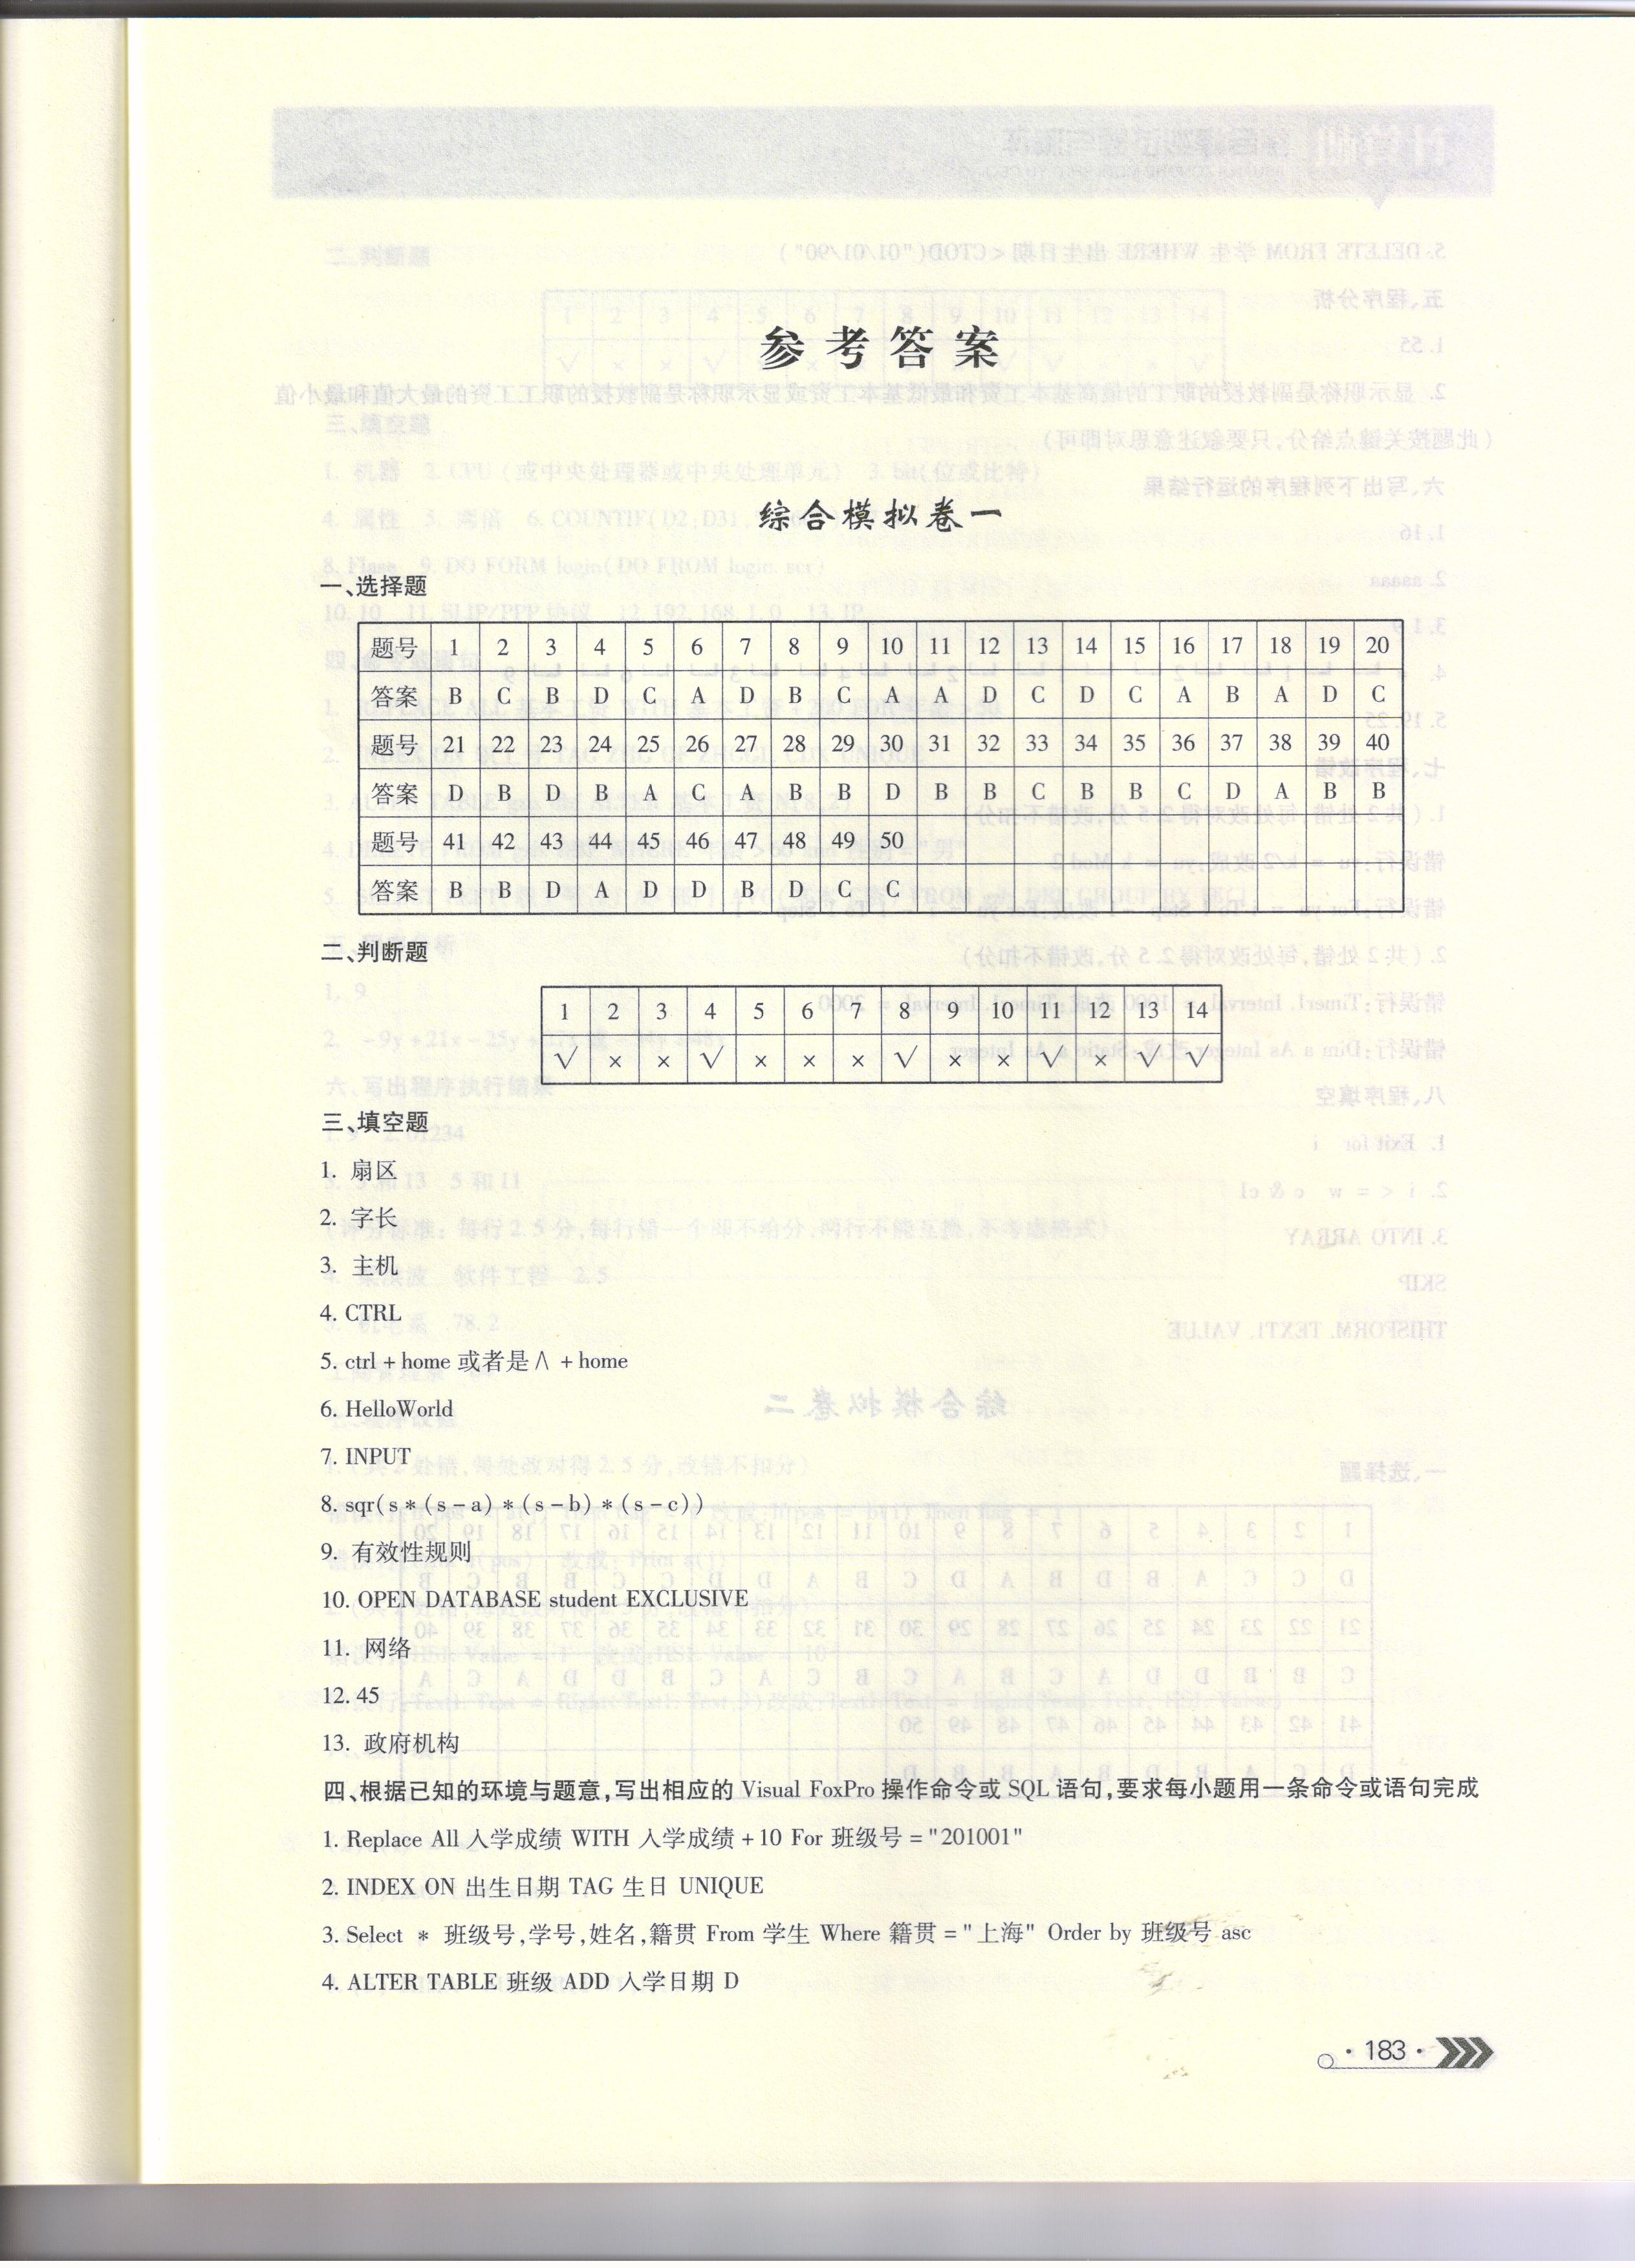 参考答案
综合模拟卷一
一、选择题
题号 1 2 3 4 5 6 7 8 9 10 11 12 13 14 15 16 17 18 19 20
答案 B C B D C A D B C A A D C D C A B A D C
题号 21 22 23 24 25 26 27 28 29 30 31 32 33 34 35 36 37 38 39 40
答案 D B D B A C A B B D B B C B B C D A B B
题号 41 42 43 44 45 46 47 48 49 50
答案 B B D A D D B D C C
二、判断题
1 2 3 4 5 6 7 8 9 10 11 12 13 14
√ × × √ × × × √ × × √ × √ √
三、填空题
1. 扇区
2. 字长
3. 主机
4. CTRL
5. ctrl + home 或者是∧ + home
6. HelloWorld
7. INPUT
8. sqr( s * ( s - a) * ( s - b) * ( s - c) )
9. 有效性规则
10. OPEN DATABASE student EXCLUSIVE
11. 网络
12. 45
13. 政府机构
四、根据已知的环境与题意,写出相应的 Visual FoxPro 操作命令或 SQL 语句,要求每小题用一条命令或语句完成
1. Replace All 入学成绩 WITH 入学成绩 + 10 For 班级号 = "201001"
2. INDEX ON 出生日期 TAG 生日 UNIQUE
3. Select * 班级号,学号,姓名,籍贯 From 学生 Where 籍贯 = "上海" Order by 班级号 asc
4. ALTER TABLE 班级 ADD 入学日期 D
· 183 ·